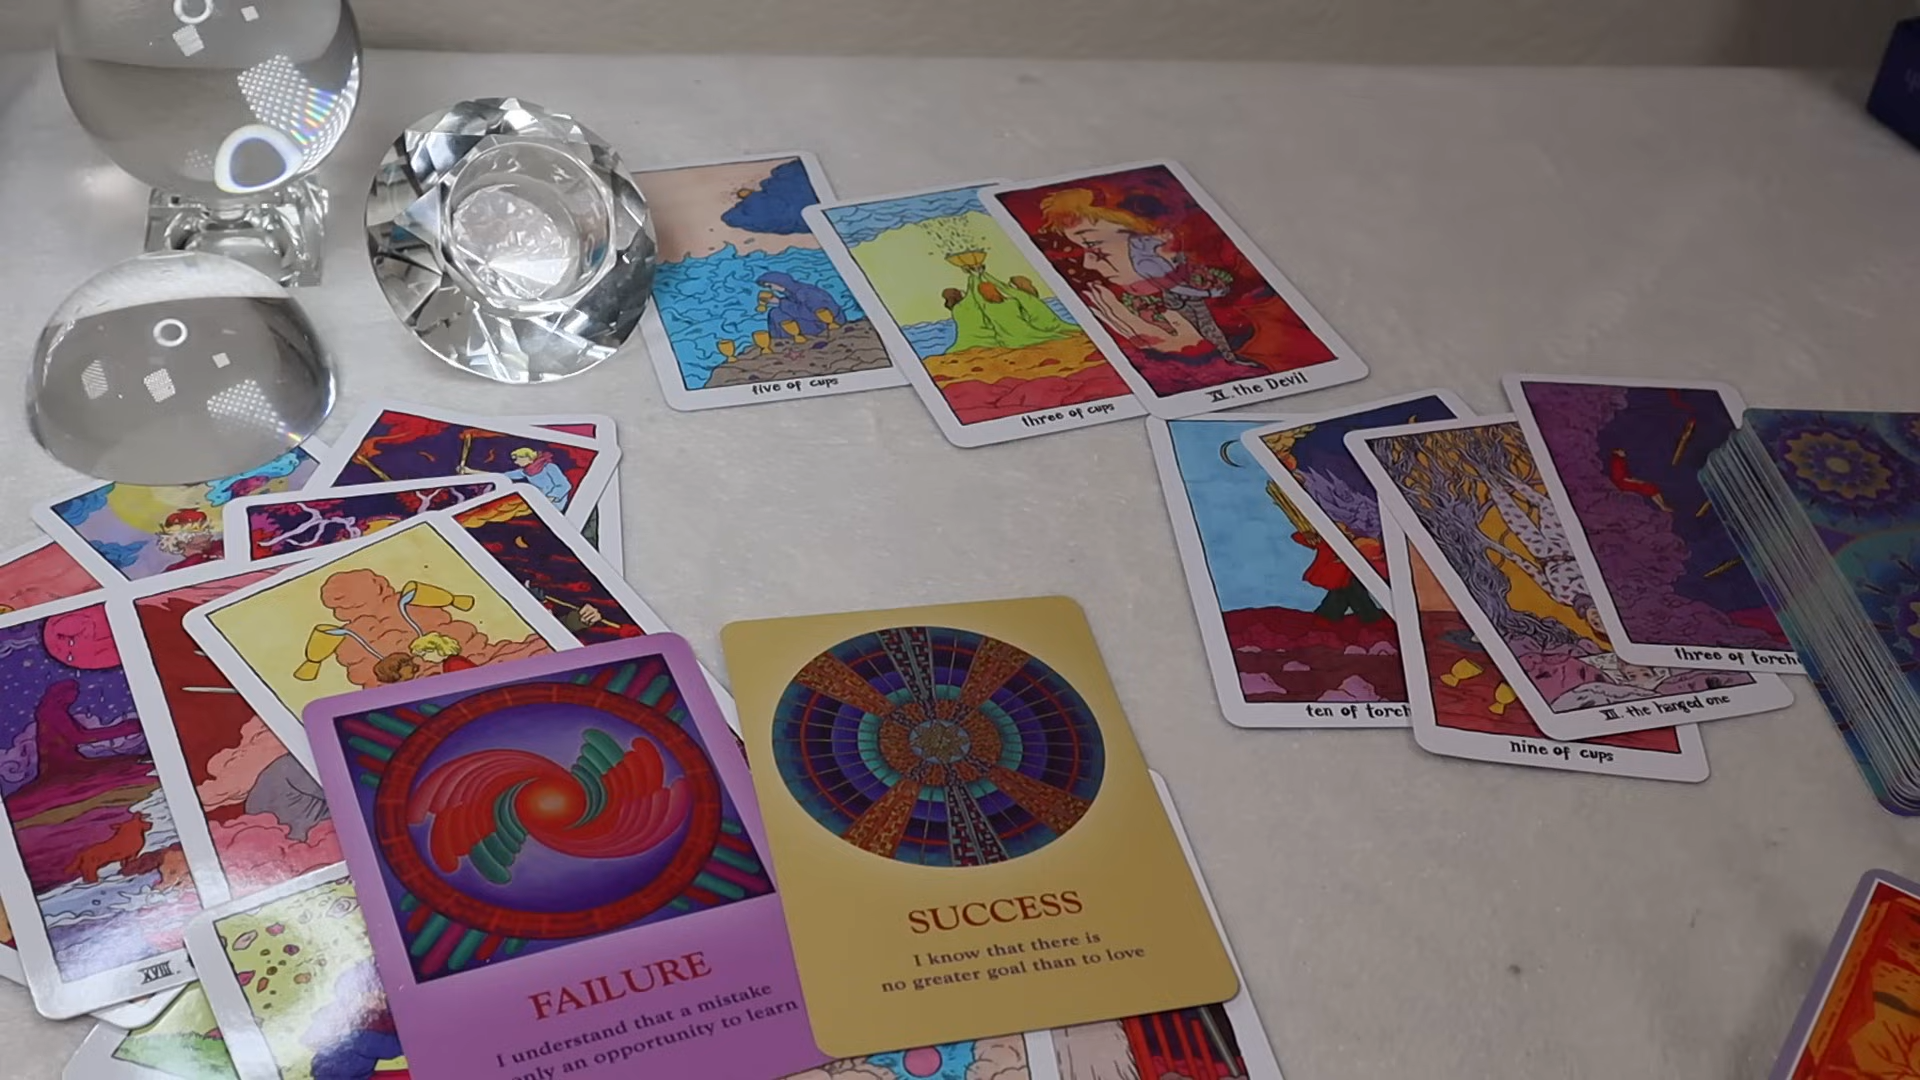 five of cups
three of cups
XV. the Devil
three of torch
XII. the hanged one
ten of torch
nine of cups
SUCCESS
I know that there is
no greater goal than to love
FAILURE
I understand that a mistake
only an opportunity to learn